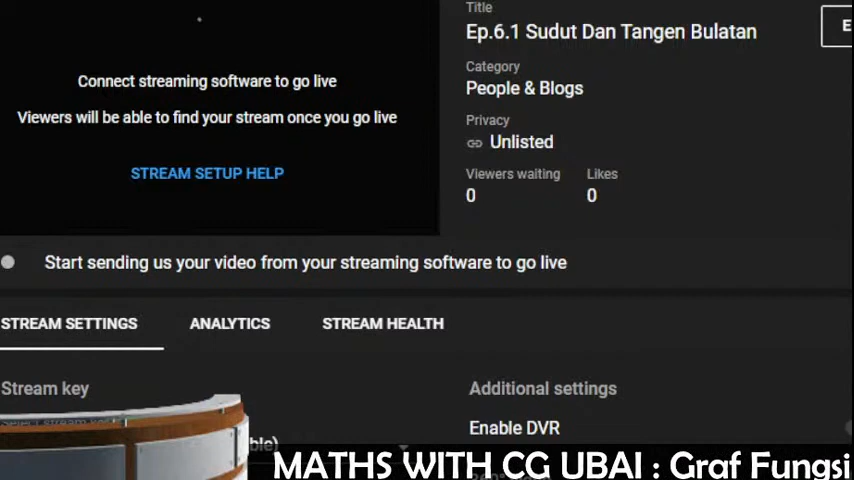 Title
Ep.6.1 Sudut Dan Tangen Bulatan
E
Connect streaming software to go live
Category
People & Blogs
Viewers will be able to find your stream once you go live
Privacy
Unlisted
STREAM SETUP HELP
Viewers waiting
Likes
0
0
Start sending us your video from your streaming software to go live
STREAM SETTINGS
ANALYTICS
STREAM HEALTH
Stream key
Additional settings
Enable DVR
ble)
MATHS WITH CG UBAI : Graf Fungsi